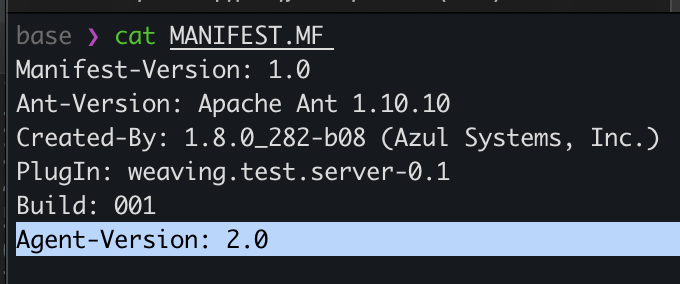 base ❯ cat MANIFEST.MF
Manifest-Version: 1.0
Ant-Version: Apache Ant 1.10.10
Created-By: 1.8.0_282-b08 (Azul Systems, Inc.)
PlugIn: weaving.test.server-0.1
Build: 001
Agent-Version: 2.0